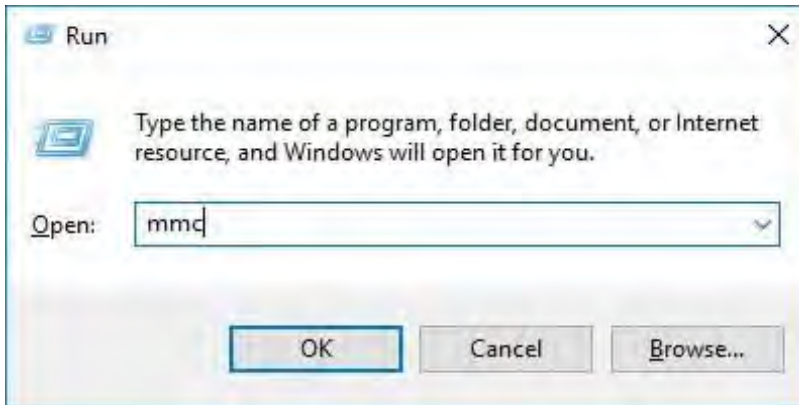 Run
Type the name of a program, folder, document, or Internet
resource, and Windows will open it for you.
Open: mmc
OK Cancel Browse...